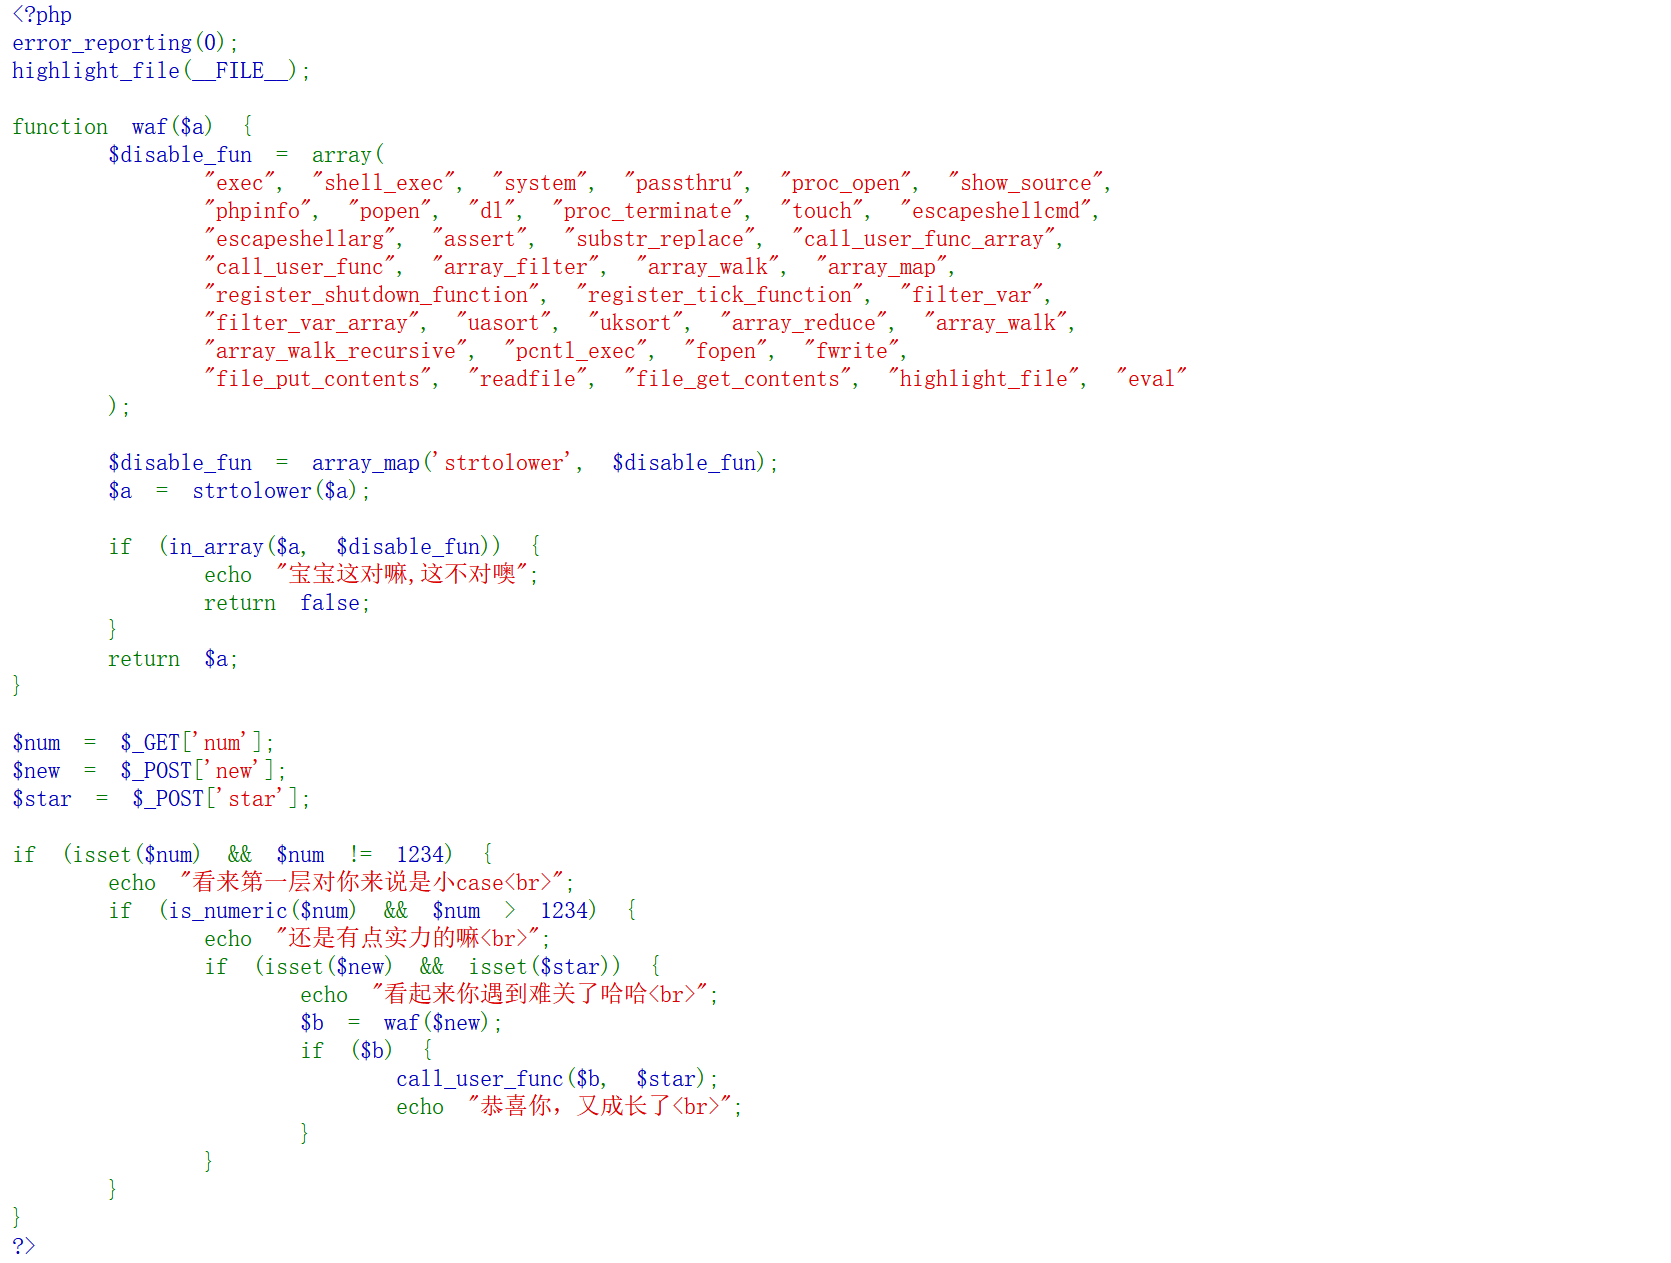 <?php
error_reporting(0);
highlight_file(__FILE__);
function waf($a) {
$disable_fun = array(
"exec", "shell_exec", "system", "passthru", "proc_open", "show_source",
"phpinfo", "popen", "dl", "proc_terminate", "touch", "escapeshellcmd",
"escapeshellarg", "assert", "substr_replace", "call_user_func_array",
"call_user_func", "array_filter", "array_walk", "array_map",
"register_shutdown_function", "register_tick_function", "filter_var",
"filter_var_array", "uasort", "uksort", "array_reduce", "array_walk",
"array_walk_recursive", "pcntl_exec", "fopen", "fwrite",
"file_put_contents", "readfile", "file_get_contents", "highlight_file", "eval"
);
$disable_fun = array_map('strtolower', $disable_fun);
$a = strtolower($a);
if (in_array($a, $disable_fun)) {
echo "宝宝这对嘛,这不对噢";
return false;
}
return $a;
}
$num = $_GET['num'];
$new = $_POST['new'];
$star = $_POST['star'];
if (isset($num) && $num != 1234) {
echo "看来第一层对你来说是小case<br>";
if (is_numeric($num) && $num > 1234) {
echo "还是有点实力的嘛<br>";
if (isset($new) && isset($star)) {
echo "看起来你遇到难关了哈哈<br>";
$b = waf($new);
if ($b) {
call_user_func($b, $star);
echo "恭喜你，又成长了<br>";
}
}
}
}
?>